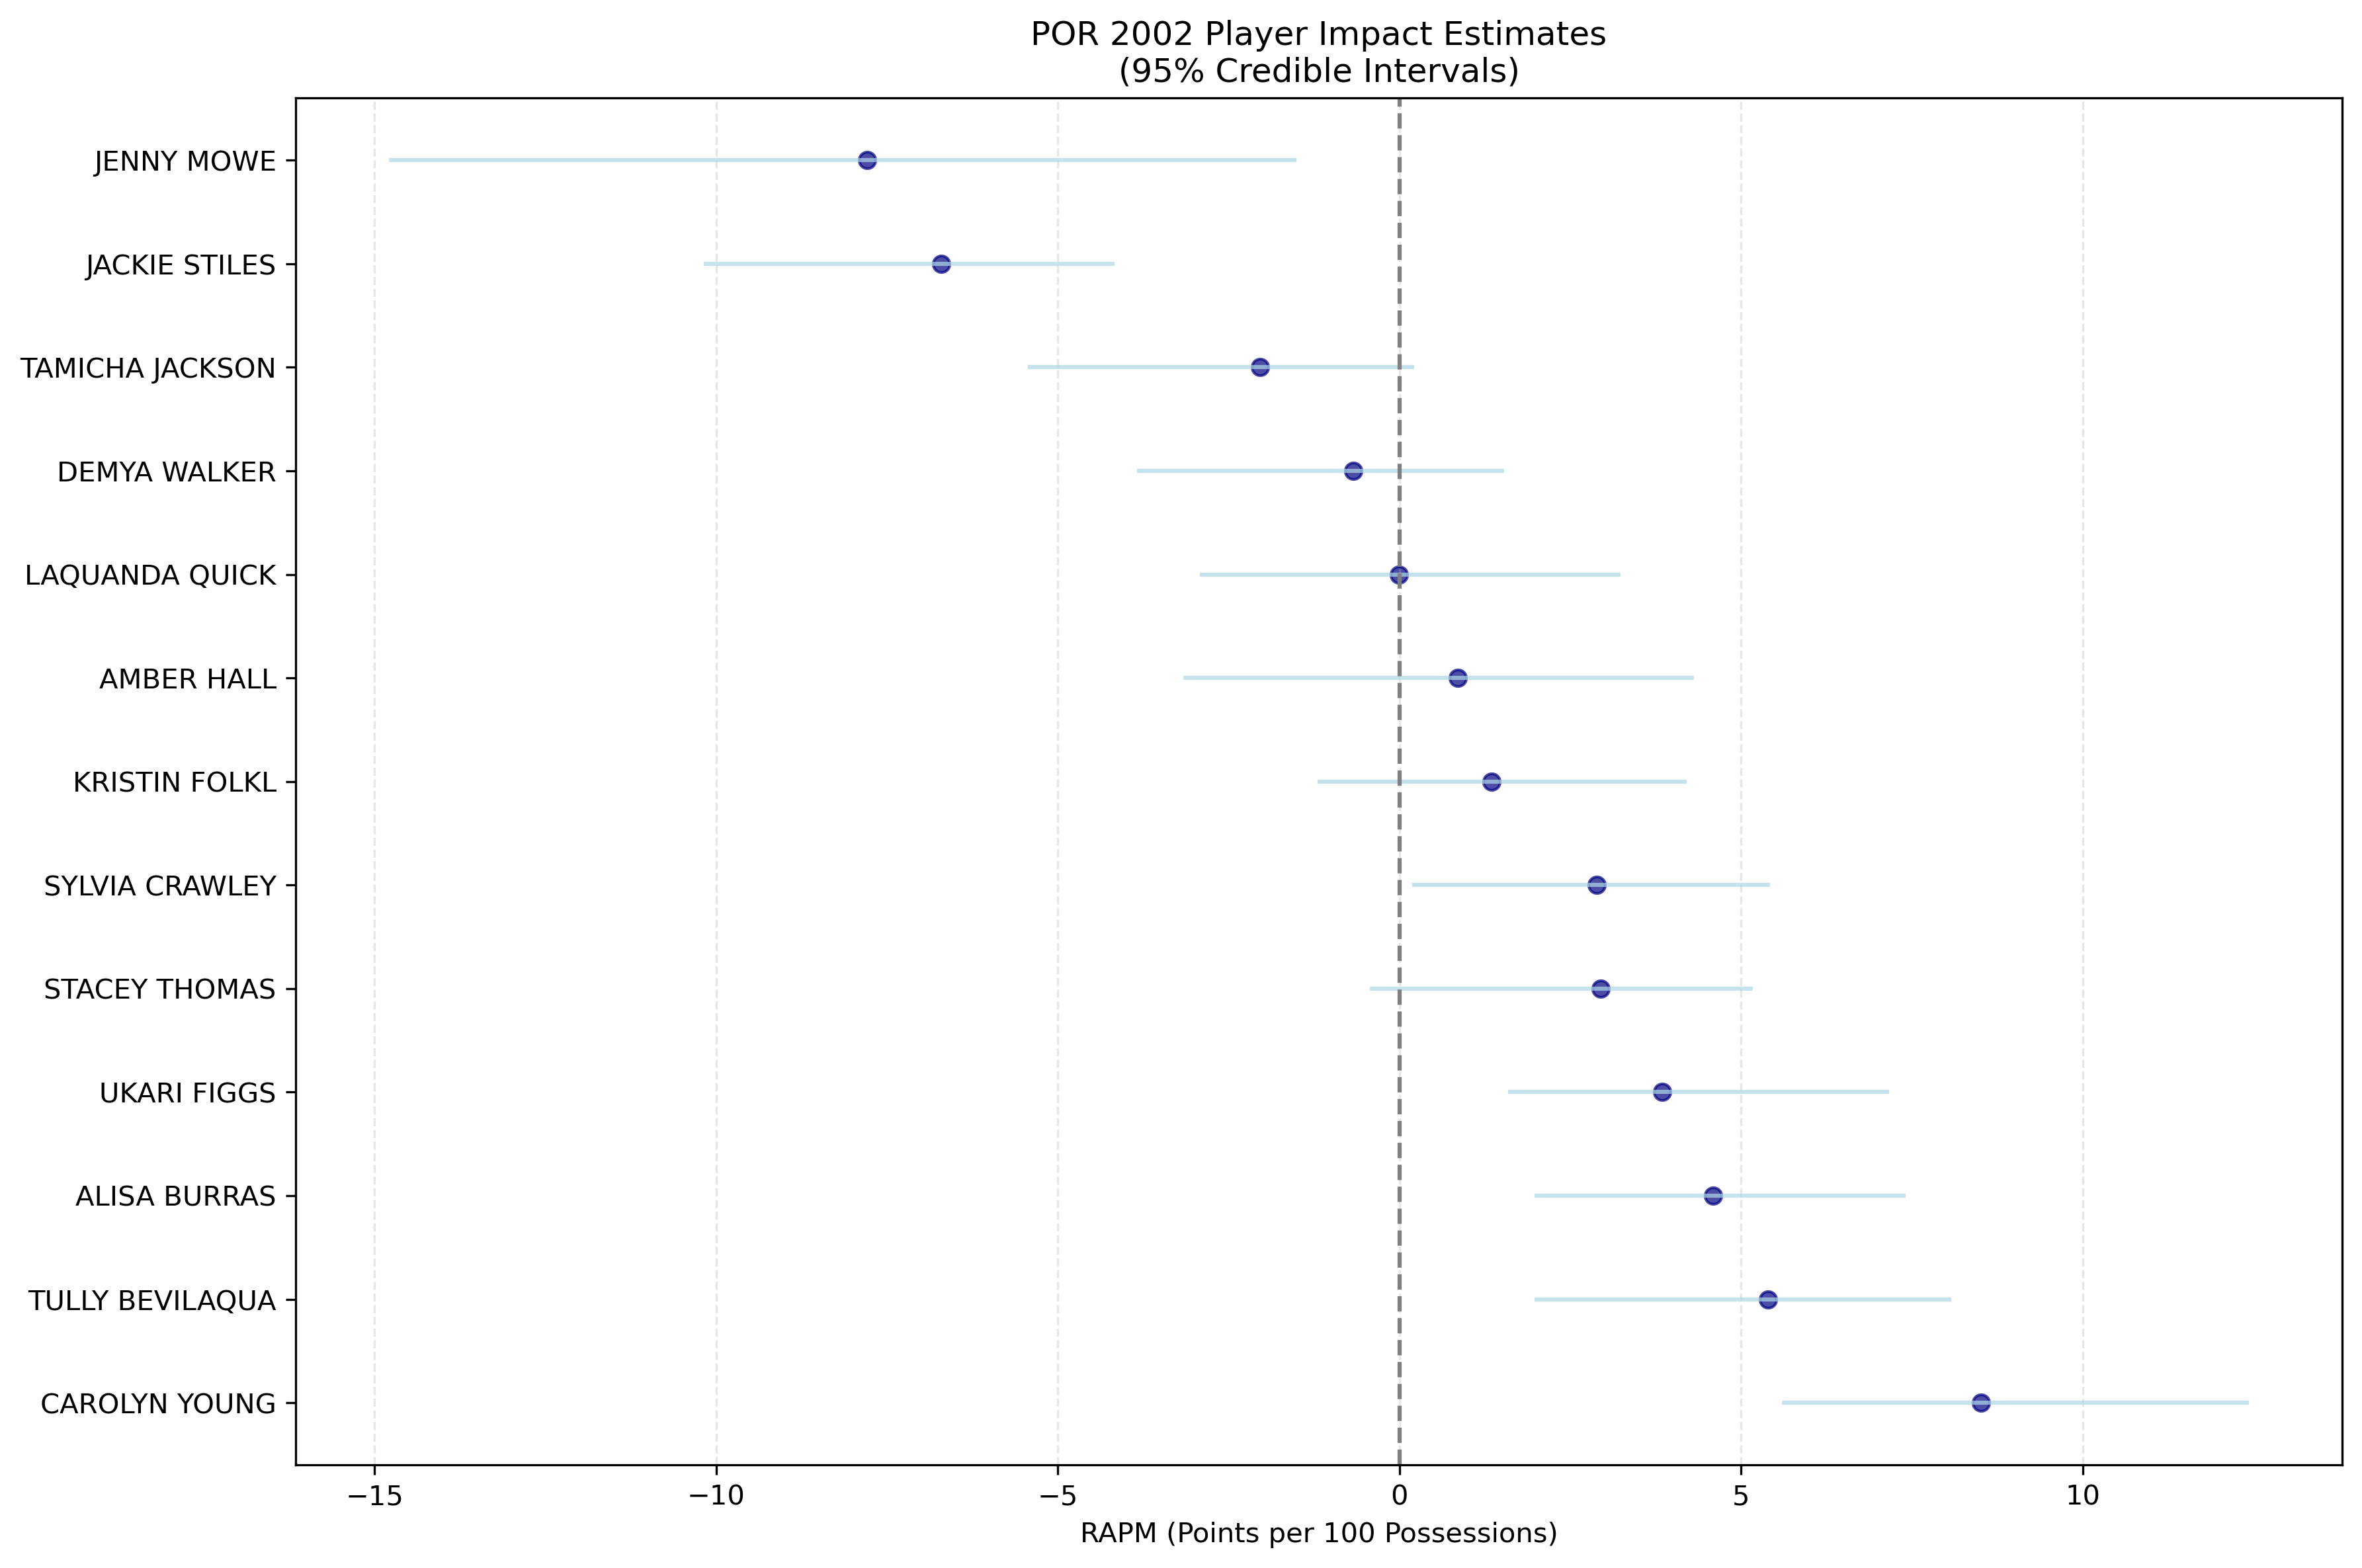 POR 2002 Player Impact Estimates
(95% Credible Intervals)
JENNY MOWE
JACKIE STILES
TAMICHA JACKSON
DEMYA WALKER
LAQUANDA QUICK
AMBER HALL
KRISTIN FOLKL
SYLVIA CRAWLEY
STACEY THOMAS
UKARI FIGGS
ALISA BURRAS
TULLY BEVILAQUA
CAROLYN YOUNG
−15 −10 −5 0 5 10
RAPM (Points per 100 Possessions)